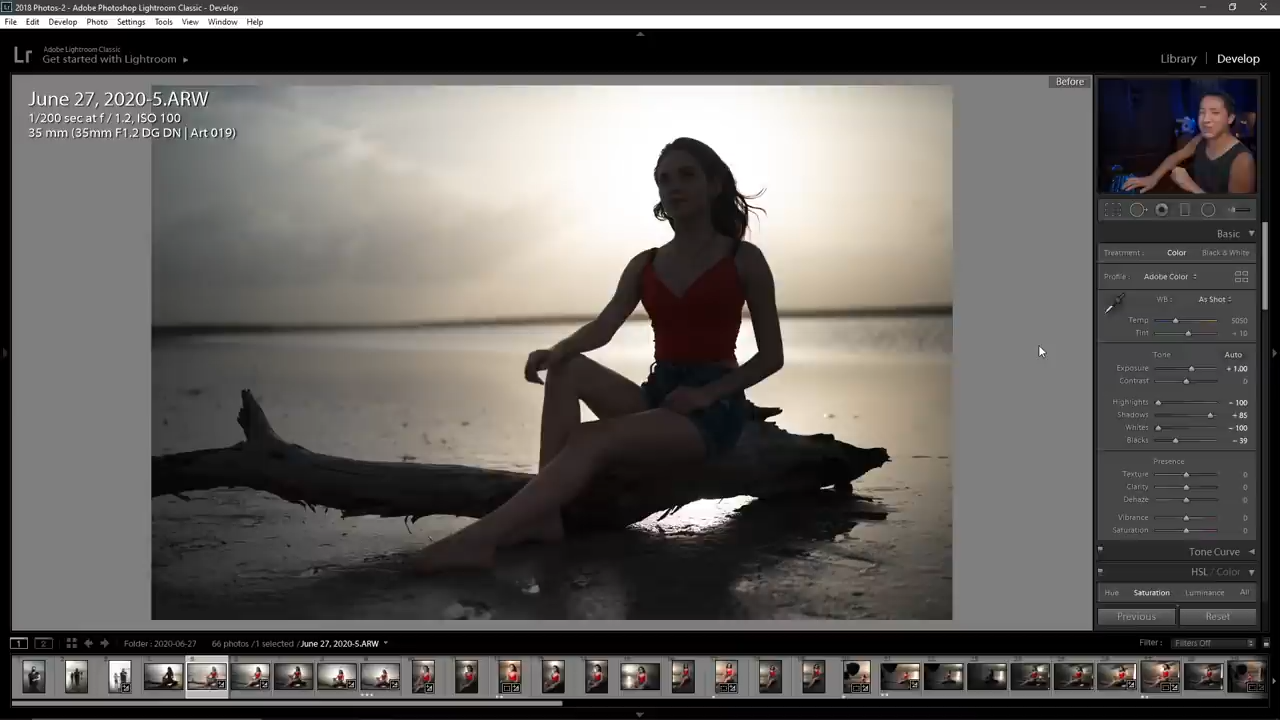 2018 Photos-2 - Adobe Photoshop Lightroom Classic - Develop
File Edit Develop Photo Settings Tools View Window Help
Lr
Adobe Lightroom Classic
Get started with Lightroom
Library | Develop
Before
June 27, 2020-5.ARW
1/200 sec at f / 1.2, ISO 100
35 mm (35mm F1.2 DG DN | Art 019)
Basic
Treatment : Color Black & White
Profile : Adobe Color
WB : As Shot
Temp 5050
Tint + 10
Tone Auto
Exposure + 1.00
Contrast 0
Highlights - 100
Shadows + 85
Whites - 100
Blacks - 39
Presence
Texture 0
Clarity 0
Dehaze 0
Vibrance 0
Saturation 0
Tone Curve
HSL / Color
Hue Saturation Luminance All
Previous Reset
1 2 Folder : 2020-06-27 66 photos /1 selected /June 27, 2020-5.ARW Filter : Filters Off